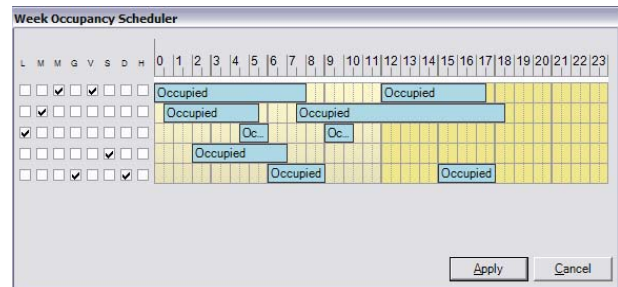 Week Occupancy Scheduler
L M M G V S D H 0 1 2 3 4 5 6 7 8 9 10 11 12 13 14 15 16 17 18 19 20 21 22 23
Occupied Occupied
Occupied Occupied
Oc... Oc...
Occupied
Occupied Occupied
Apply Cancel